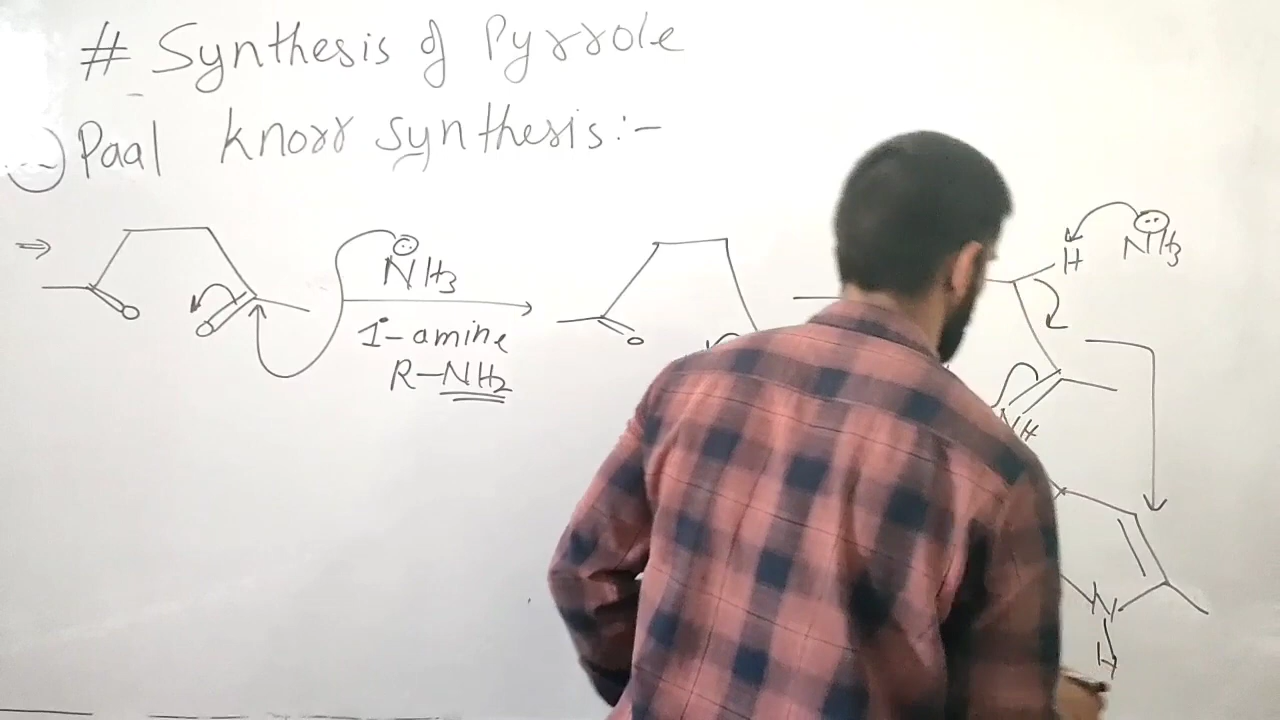 # Synthesis of Pyrrole
Paal knorr synthesis:-
⇒
O
O
NH3
1°-amine
R-NH2
O
H
NH3
NH
N
H